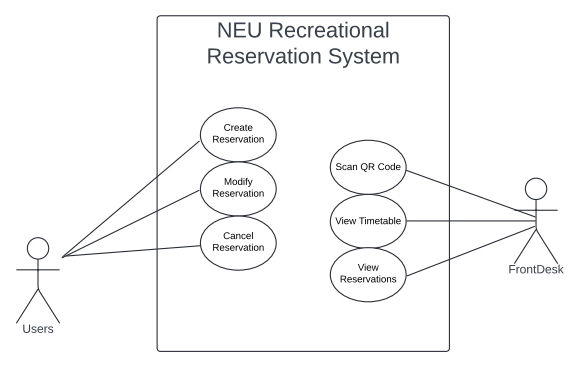 NEU Recreational
Reservation System
Create
Reservation
Modify
Reservation
Cancel
Reservation
Scan QR Code
View Timetable
View
Reservations
Users
FrontDesk